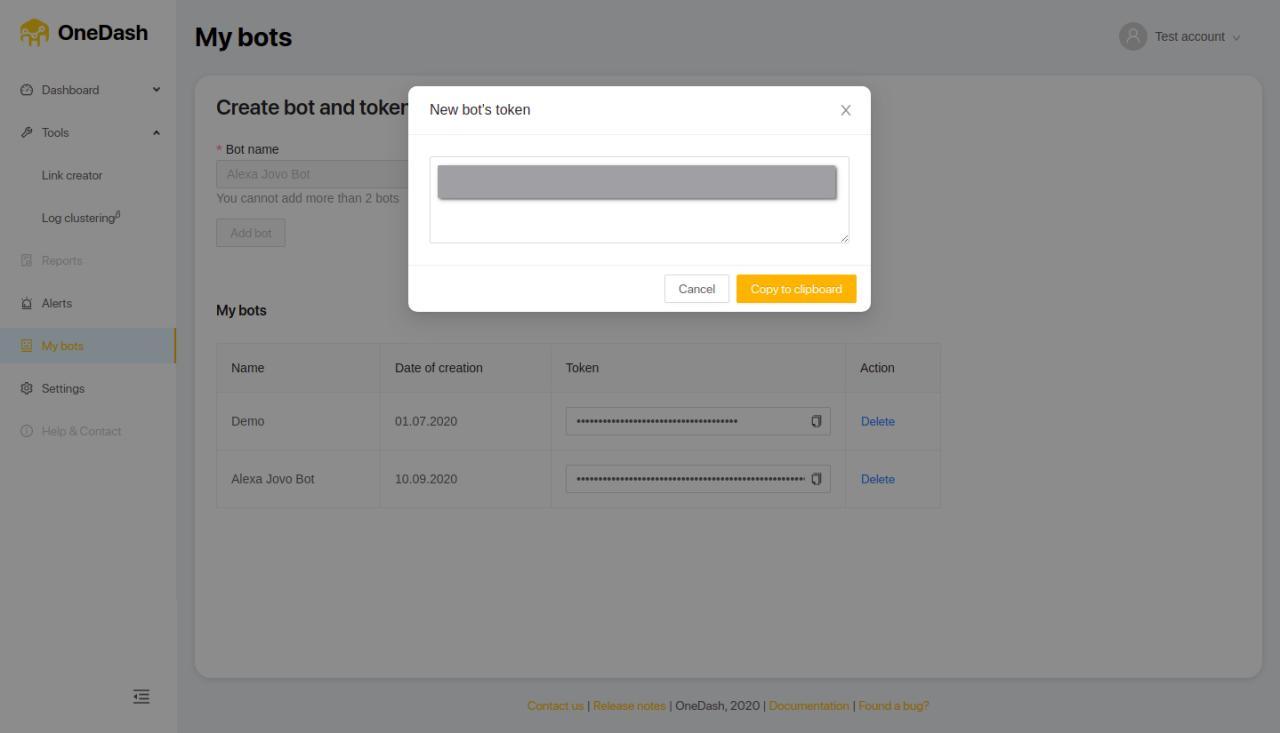 OneDash
My bots
Test account
Dashboard
Tools
Link creator
Log clusteringβ
Reports
Alerts
My bots
Settings
Help & Contact
Create bot and token
* Bot name
Alexa Jovo Bot
You cannot add more than 2 bots
Add bot
New bot's token
Cancel
Copy to clipboard
My bots
Name Date of creation Token Action
Demo 01.07.2020 ••••••••••••••••••••••••••••••••••••• Delete
Alexa Jovo Bot 10.09.2020 •••••••••••••••••••••••••••••••••••••••••••••••••••• Delete
Contact us | Release notes | OneDash, 2020 | Documentation | Found a bug?